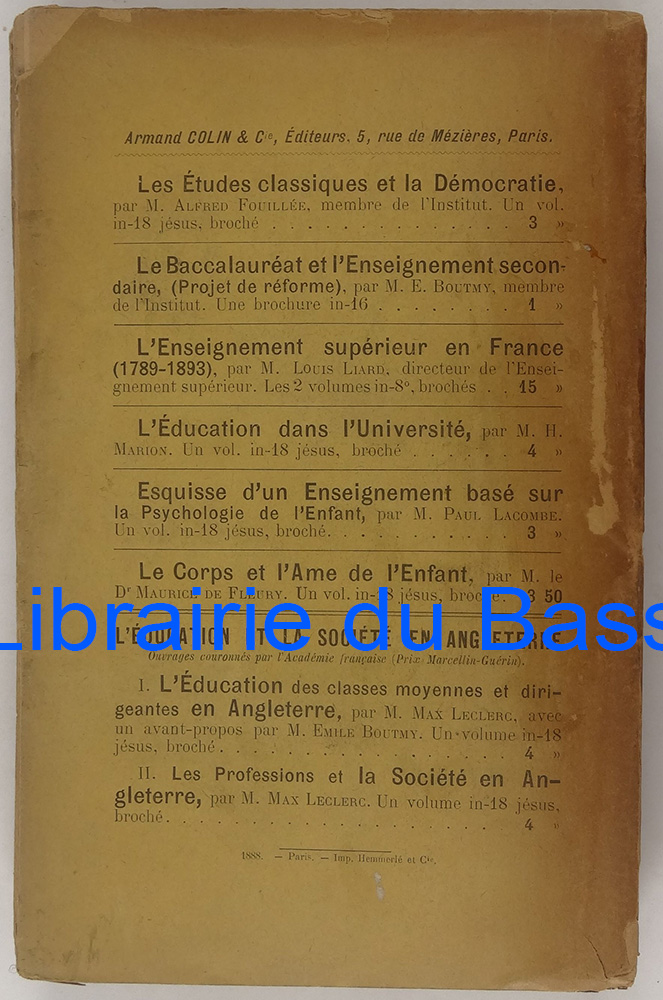 Armand COLIN & Cie, Éditeurs. 5, rue de Mézières, Paris.
Les Études classiques et la Démocratie,
par M. ALFRED FOUILLÉE, membre de l'Institut. Un vol.
in-18 jésus, broché . . . . . . . . . . . . . . 3 »
Le Baccalauréat et l'Enseignement secon-
daire, (Projet de réforme), par M. E. BOUTMY, membre
de l'Institut. Une brochure in-16 . . . . . . . . 1 »
L'Enseignement supérieur en France
(1789-1893), par M. LOUIS LIARD, directeur de l'Ensei-
gnement supérieur. Les 2 volumes in-8º, brochés . . 15 »
L'Éducation dans l'Université, par M. H.
MARION. Un vol. in-18 jésus, broché . . . . . . 4 »
Esquisse d'un Enseignement basé sur
la Psychologie de l'Enfant, par M. PAUL LACOMBE.
Un vol. in-18 jésus, broché. . . . . . . . . . . 3 »
Le Corps et l'Ame de l'Enfant, par M. le
Dr MAURICE DE FLEURY. Un vol. in-18 jésus, broché. 3 50
Librairie du Bass
L'ÉDUCATION ET LA SOCIÉTÉ EN ANGLETERRE
Ouvrages couronnés par l'Académie française (Prix Marcellin-Guérin).
I. L'Éducation des classes moyennes et diri-
geantes en Angleterre, par M. MAX LECLERC, avec
un avant-propos par M. EMILE BOUTMY. Un volume in-18
jésus, broché . . . . . . . . . . . . . . . . . 4 »
II. Les Professions et la Société en An-
gleterre, par M. MAX LECLERC. Un volume in-18 jésus,
broché. . . . . . . . . . . . . . . . . . . . 4 »
1888. — Paris. — Imp. Hemmerlé et Cie.